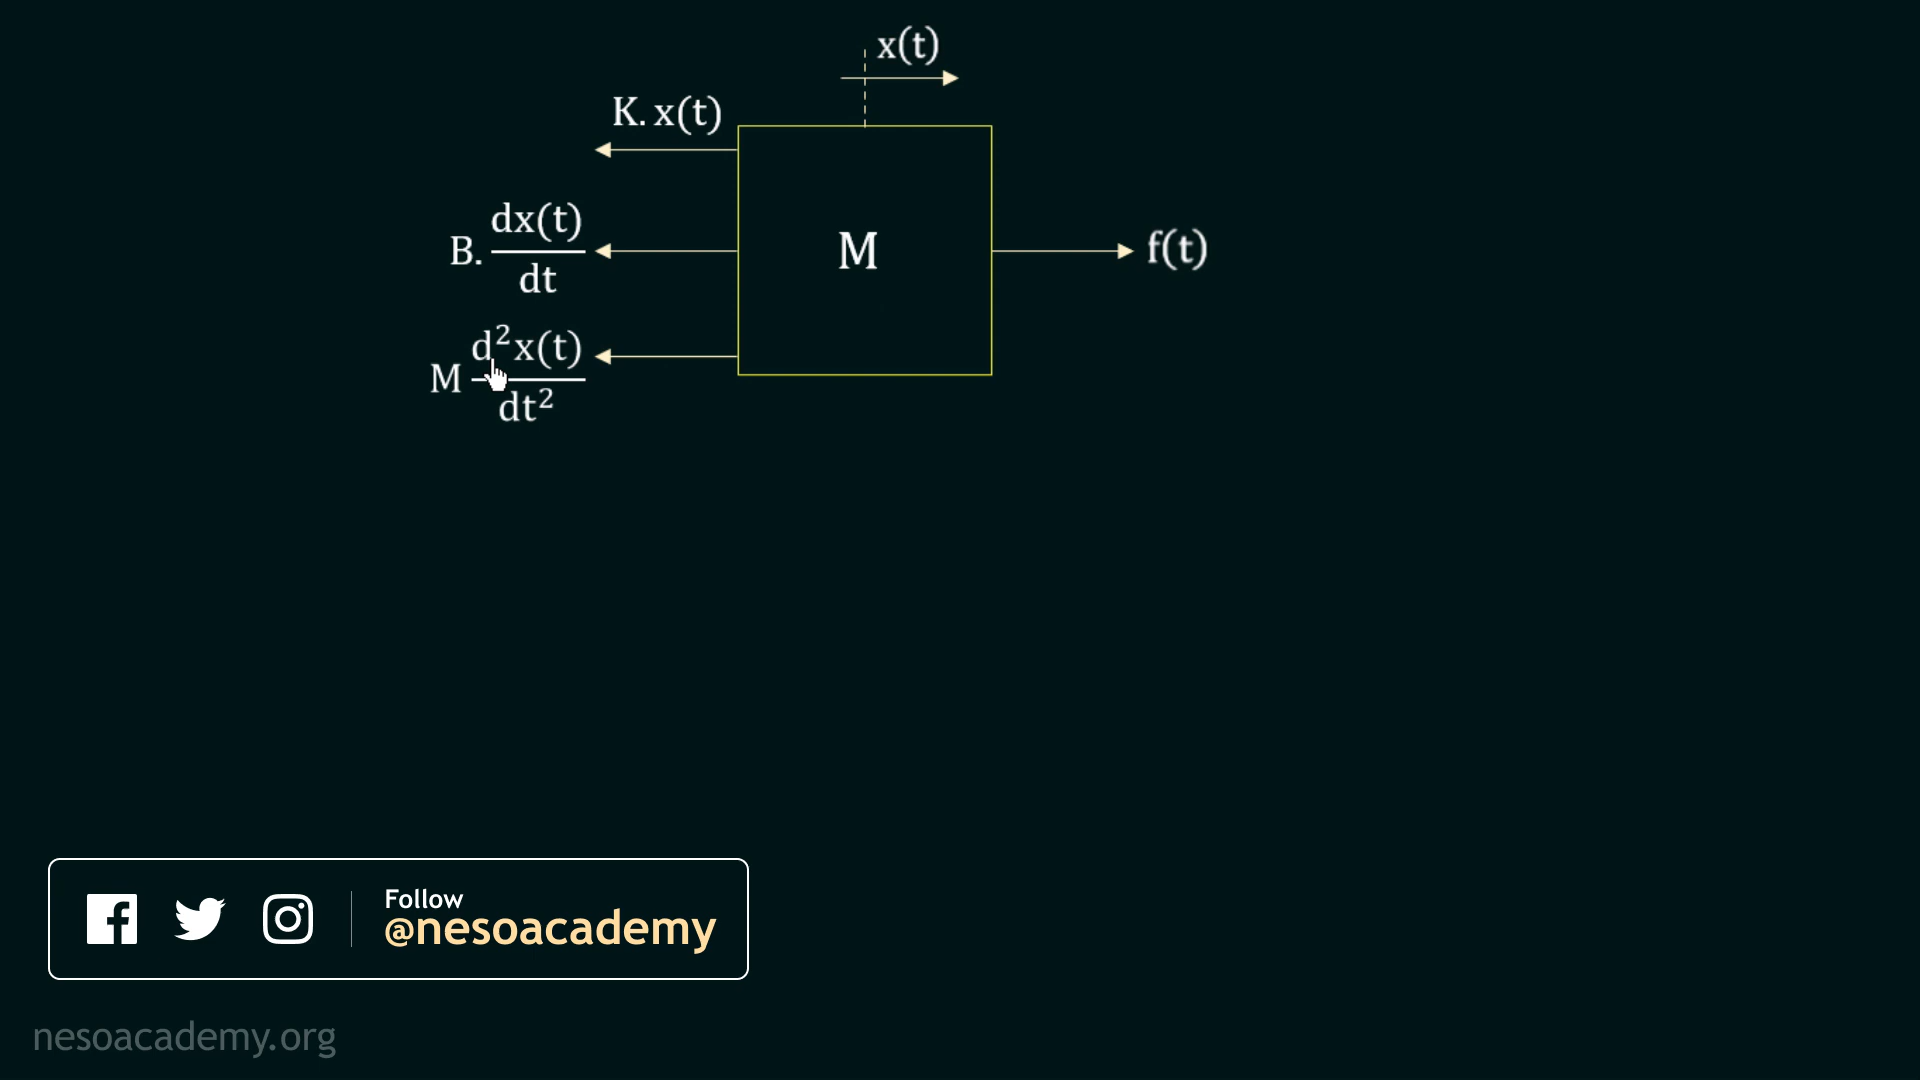 x(t)
K. x(t)
B. dx(t)/dt
M
f(t)
M d²x(t)/dt²
Follow
@nesoacademy
nesoacademy.org